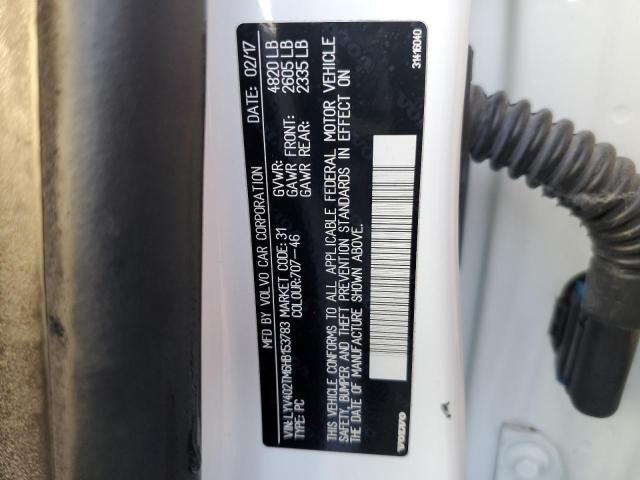 MFD BY VOLVO CAR CORPORATION DATE: 02/17
VIN: LYV402TM6HB153783 MARKET CODE: 31 GVWR: 4820 LB
TYPE: PC COLOUR:707-46 GAWR FRONT: 2605 LB
GAWR REAR: 2335 LB
THIS VEHICLE CONFORMS TO ALL APPLICABLE FEDERAL MOTOR VEHICLE
SAFETY, BUMPER AND THEFT PREVENTION STANDARDS IN EFFECT ON
THE DATE OF MANUFACTURE SHOWN ABOVE.
VOLVO 31416040